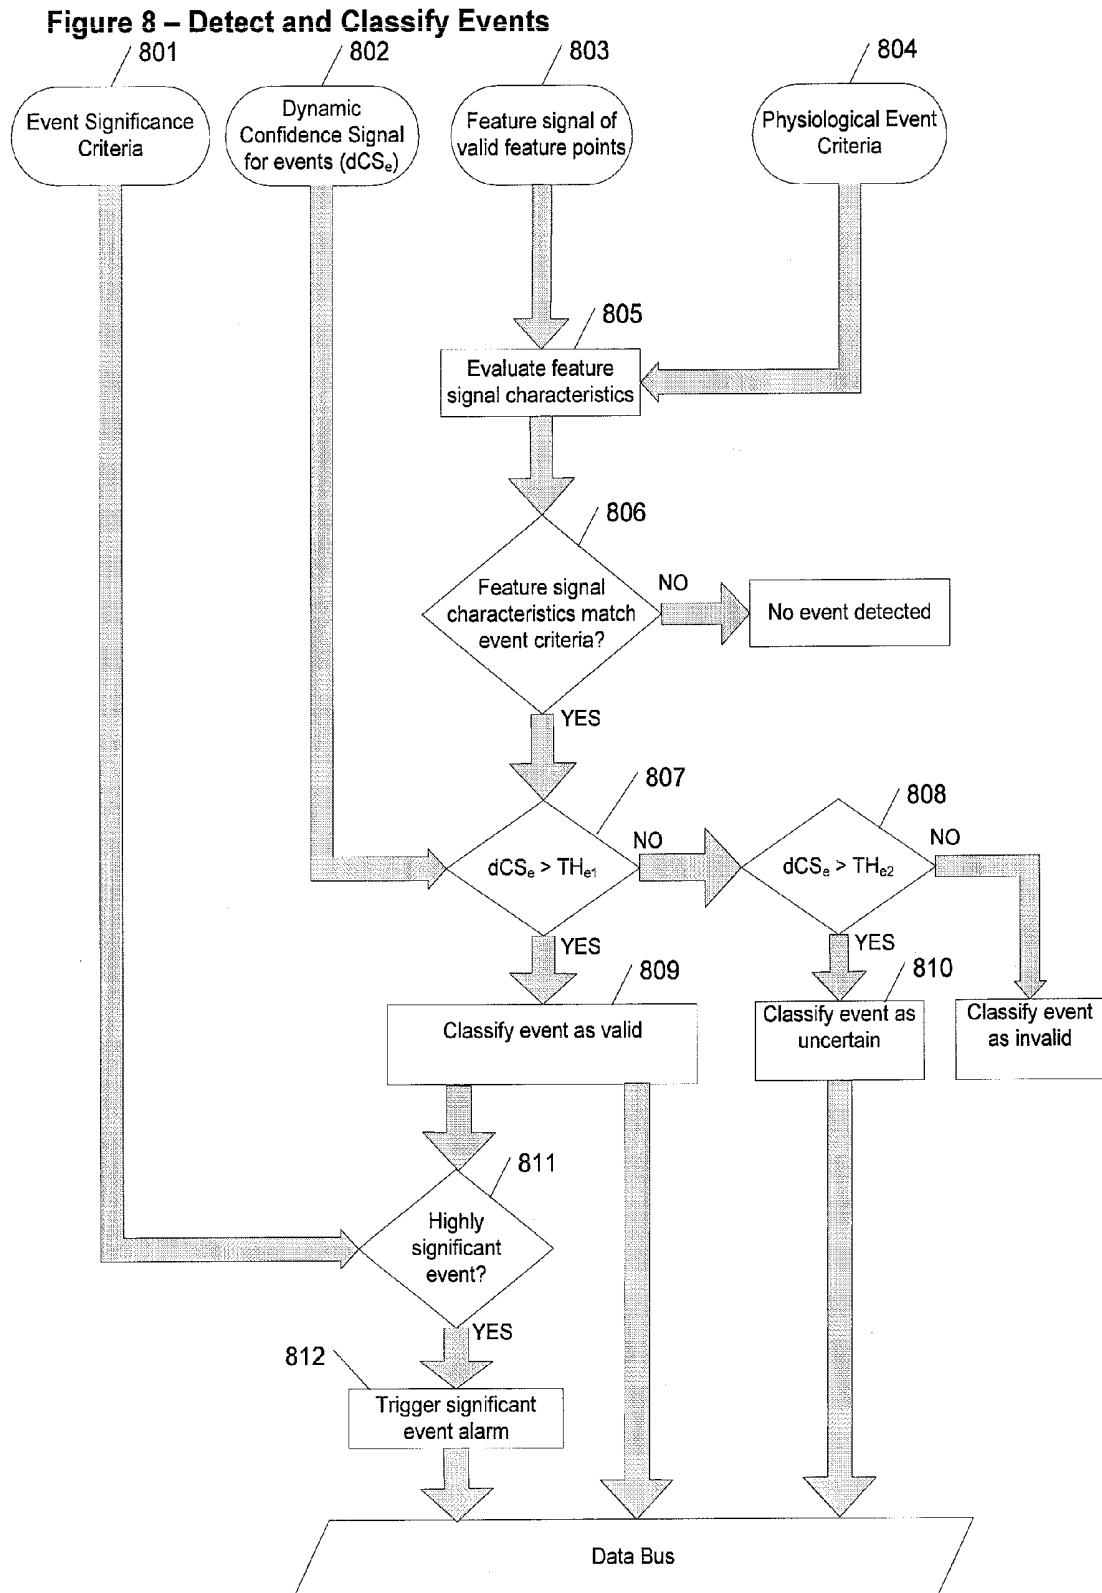 Figure 8 – Detect and Classify Events
801
802
803
804
Event Significance
Criteria
Dynamic
Confidence Signal
for events (dCSe)
Feature signal of
valid feature points
Physiological Event
Criteria
805
Evaluate feature
signal characteristics
806
Feature signal
characteristics match
event criteria?
NO
No event detected
YES
807
808
dCSe > THe1
NO
dCSe > THe2
NO
YES
YES
809
810
Classify event as valid
Classify event as
uncertain
Classify event
as invalid
811
Highly
significant
event?
YES
812
Trigger significant
event alarm
Data Bus